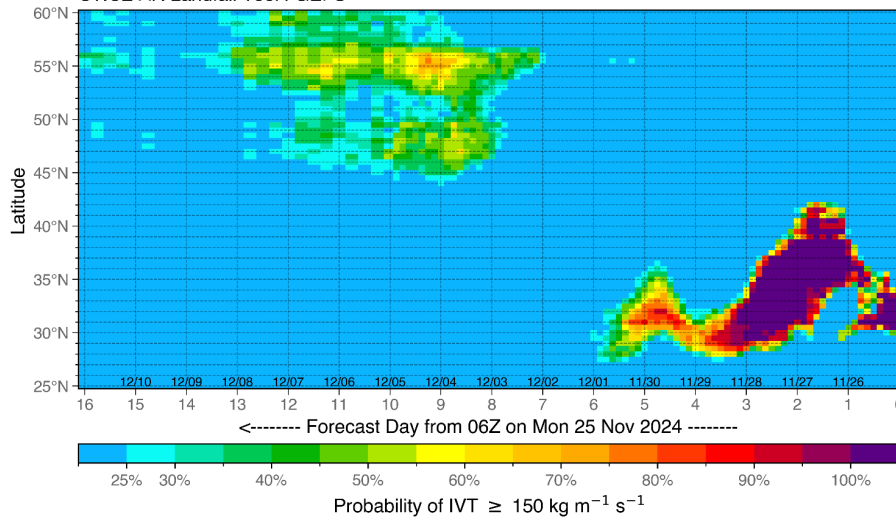 60°N
55°N
50°N
45°N
40°N
35°N
30°N
25°N
Latitude
12/10 12/09 12/08 12/07 12/06 12/05 12/04 12/03 12/02 12/01 11/30 11/29 11/28 11/27 11/26
16 15 14 13 12 11 10 9 8 7 6 5 4 3 2 1
<-------- Forecast Day from 06Z on Mon 25 Nov 2024 --------
25% 30% 40% 50% 60% 70% 80% 90% 100%
Probability of IVT ≥ 150 kg m⁻¹ s⁻¹